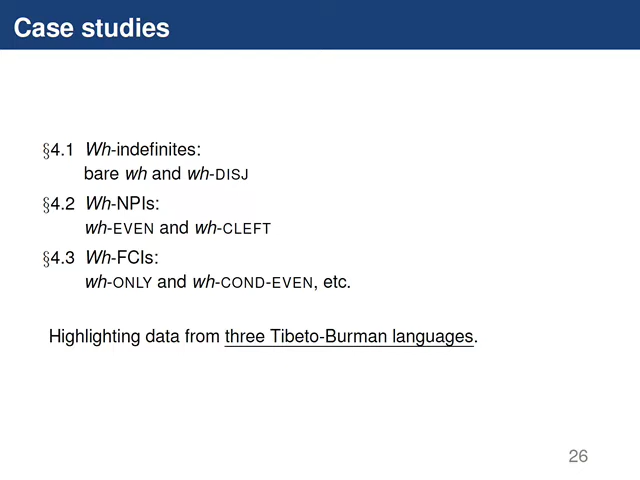 Case studies
§4.1 Wh-indefinites:
bare wh and wh-DISJ
§4.2 Wh-NPIs:
wh-EVEN and wh-CLEFT
§4.3 Wh-FCIs:
wh-ONLY and wh-COND-EVEN, etc.
Highlighting data from three Tibeto-Burman languages.
26